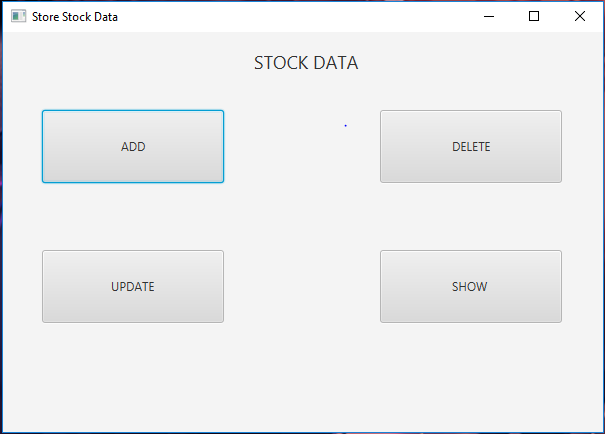 Store Stock Data
STOCK DATA
ADD
DELETE
UPDATE
SHOW